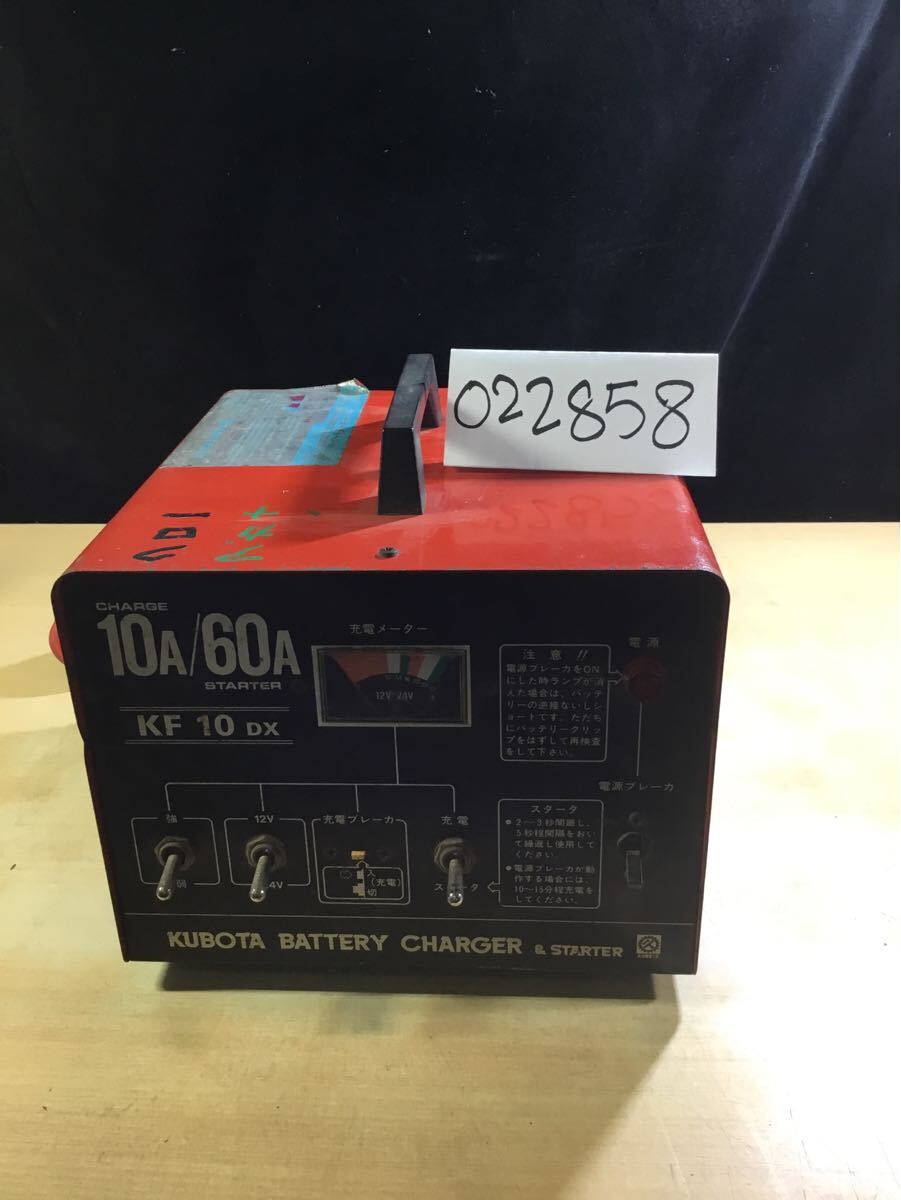 022858
ハロー
CHARGE
10A/60A
STARTER
KF 10 DX
充電メーター
12V 24V
注意!!
電源ブレーカをON
にした時ランプが消
えた場合は、バッテ
リーの逆接ないしシ
ョートです。ただち
にバッテリークリッ
プをはずして再検査
をして下さい。
電源
電源ブレーカ
強
弱
12V
4V
充電ブレーカ
入
(充電)
切
充電
スタータ
スタータ
●2〜3秒間廻し、
5秒程間隔をおい
て繰返し使用して
ください。
●電源ブレーカが動
作する場合には、
10〜15分程充電を
してください。
KUBOTA BATTERY CHARGER & STARTER
KUBOTA